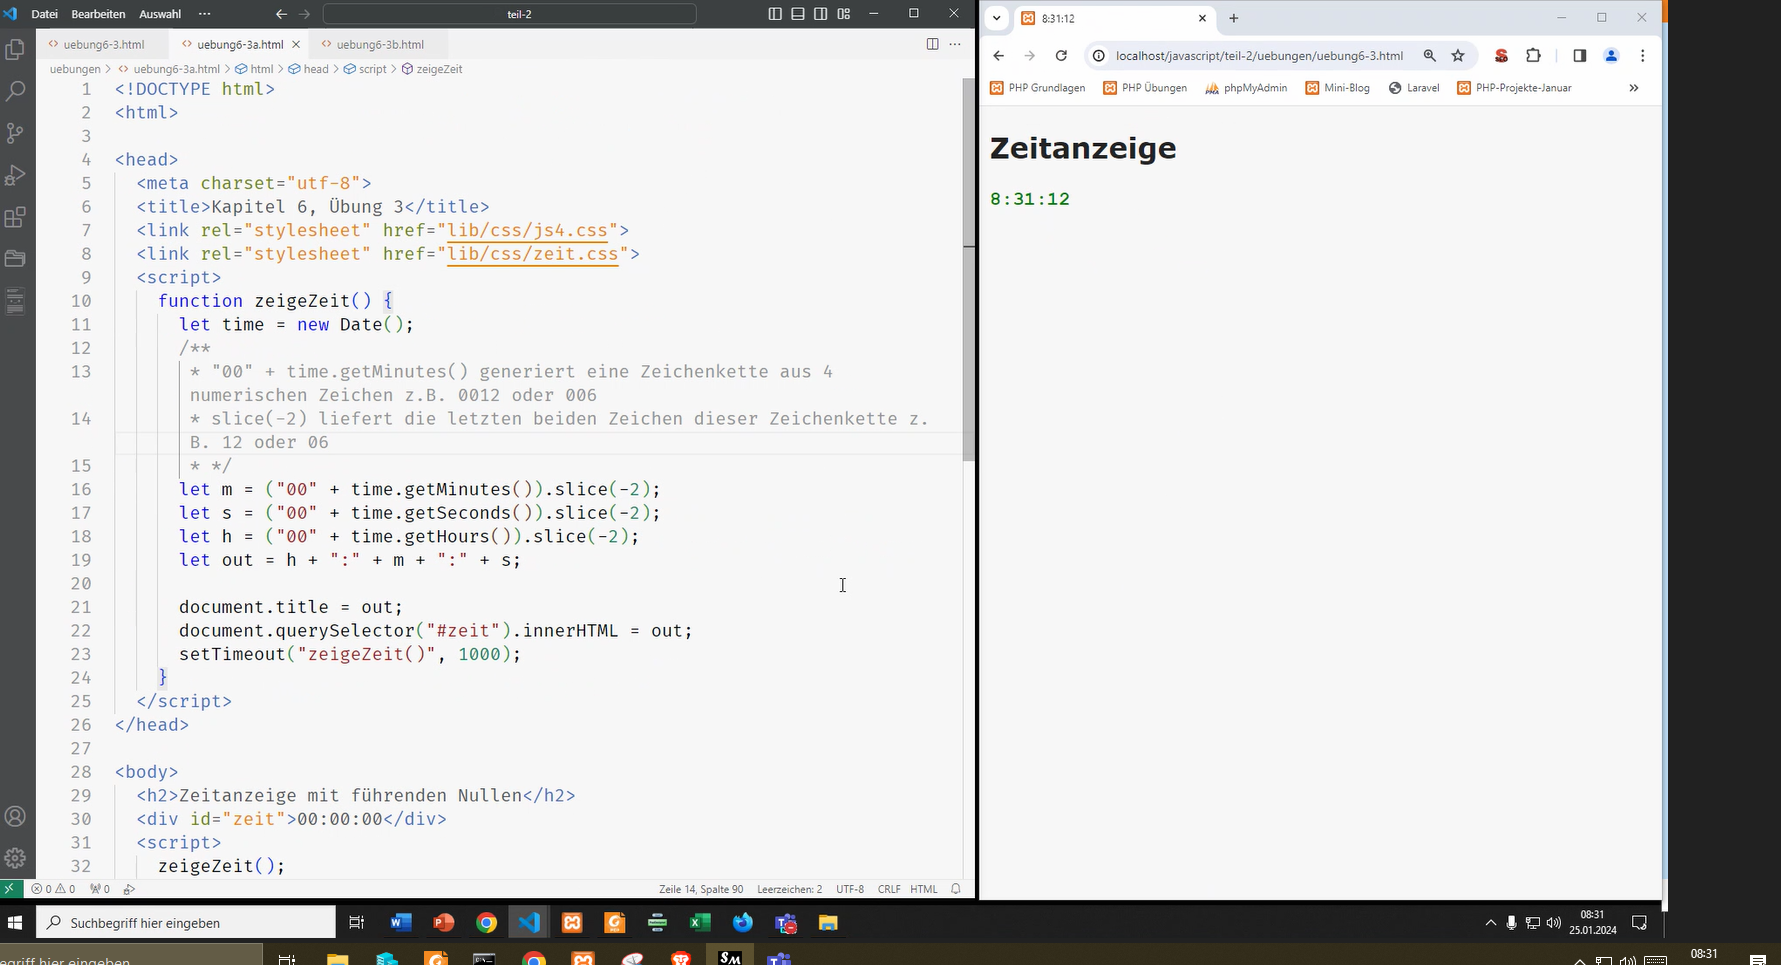 Datei Bearbeiten Auswahl ··· teil-2
uebung6-3.html uebung6-3a.html uebung6-3b.html
uebungen > uebung6-3a.html > html > head > script > zeigeZeit
1 <!DOCTYPE html>
2 <html>
3
4 <head>
5 <meta charset="utf-8">
6 <title>Kapitel 6, Übung 3</title>
7 <link rel="stylesheet" href="lib/css/js4.css">
8 <link rel="stylesheet" href="lib/css/zeit.css">
9 <script>
10 function zeigeZeit() {
11 let time = new Date();
12 /**
13 * "00" + time.getMinutes() generiert eine Zeichenkette aus 4
numerischen Zeichen z.B. 0012 oder 006
14 * slice(-2) liefert die letzten beiden Zeichen dieser Zeichenkette z.
B. 12 oder 06
15 * */
16 let m = ("00" + time.getMinutes()).slice(-2);
17 let s = ("00" + time.getSeconds()).slice(-2);
18 let h = ("00" + time.getHours()).slice(-2);
19 let out = h + ":" + m + ":" + s;
20
21 document.title = out;
22 document.querySelector("#zeit").innerHTML = out;
23 setTimeout("zeigeZeit()", 1000);
24 }
25 </script>
26 </head>
27
28 <body>
29 <h2>Zeitanzeige mit führenden Nullen</h2>
30 <div id="zeit">00:00:00</div>
31 <script>
32 zeigeZeit();
0 0 0 Zeile 14, Spalte 90 Leerzeichen: 2 UTF-8 CRLF HTML
8:31:12
localhost/javascript/teil-2/uebungen/uebung6-3.html
PHP Grundlagen PHP Übungen phpMyAdmin Mini-Blog Laravel PHP-Projekte-Januar »
Zeitanzeige
8:31:12
Suchbegriff hier eingeben
08:31
25.01.2024
griff hier eingeben
08:31